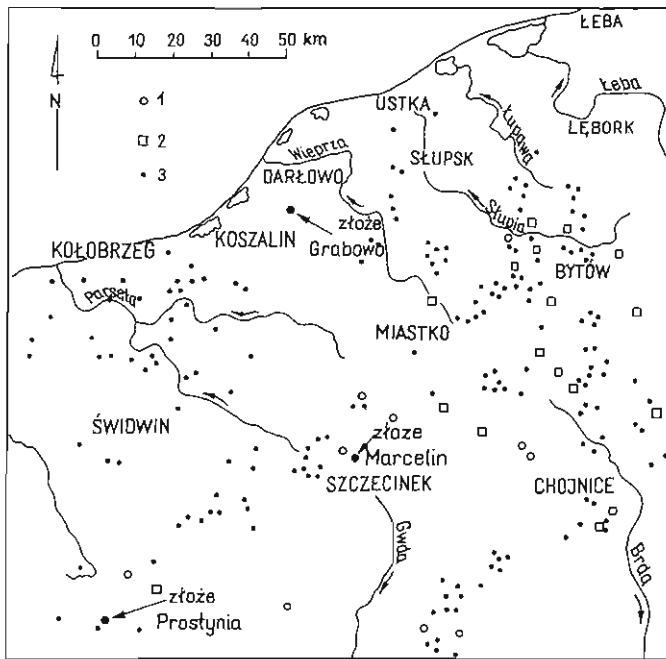 ŁEBA
0 10 20 30 40 50 km
N
1
2
3
USTKA
Łeba
Łupawa
LĘBORK
SŁUPSK
Wieprza
DARŁOWO
złoże
Grabowo
Słupia
KOSZALIN
KOŁOBRZEG
BYTÓW
Parsęta
MIASTKO
ŚWIDWIN
złoże
Marcelin
SZCZECINEK
CHOJNICE
Gwda
Brda
złoże
Prostynia